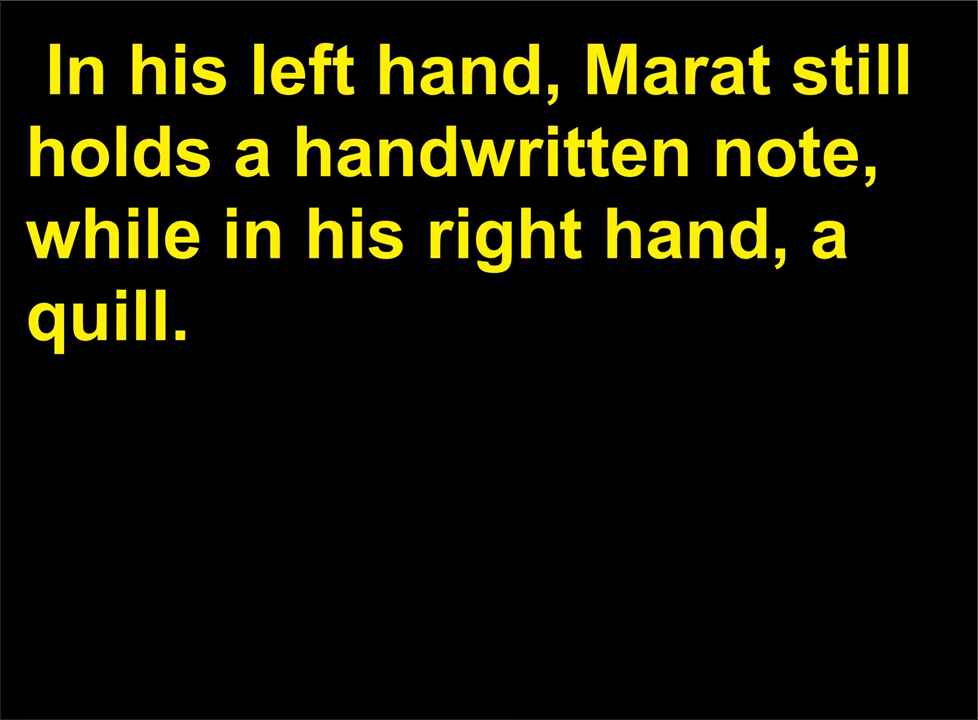 In his left hand, Marat still
holds a handwritten note,
while in his right hand, a
quill.